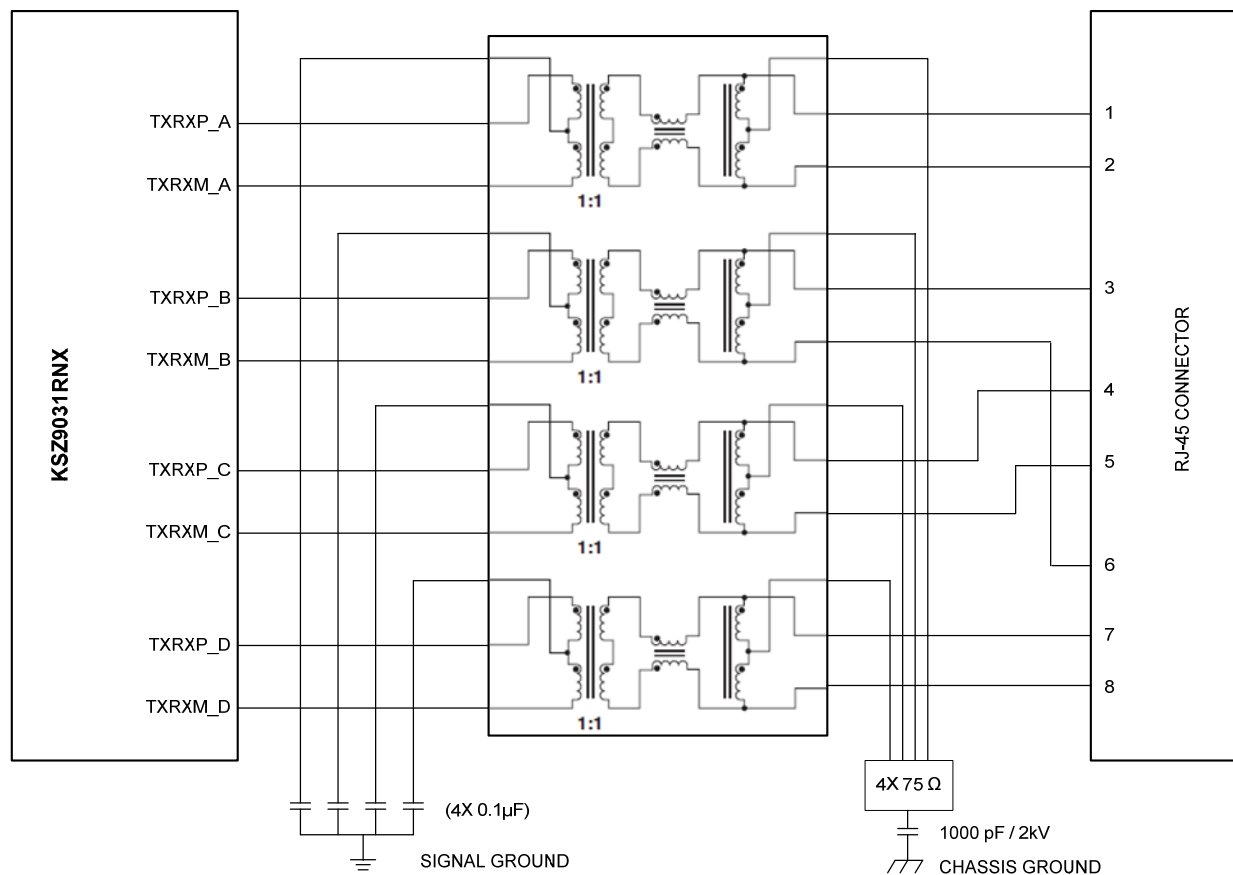 KSZ9031RNX
TXRXP_A
TXRXM_A
TXRXP_B
TXRXM_B
TXRXP_C
TXRXM_C
TXRXP_D
TXRXM_D
1:1
1:1
1:1
1:1
1
2
3
4
5
6
7
8
RJ-45 CONNECTOR
(4X 0.1µF)
SIGNAL GROUND
4X 75 Ω
1000 pF / 2kV
CHASSIS GROUND